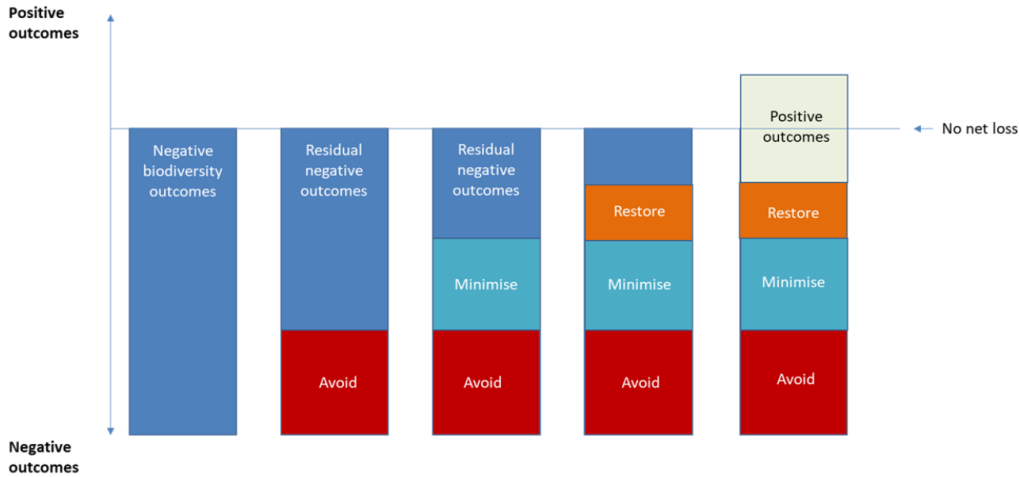 Positive
outcomes
No net loss
Negative
biodiversity
outcomes
Residual
negative
outcomes
Avoid
Residual
negative
outcomes
Minimise
Avoid
Restore
Minimise
Avoid
Positive
outcomes
Restore
Minimise
Avoid
Negative
outcomes